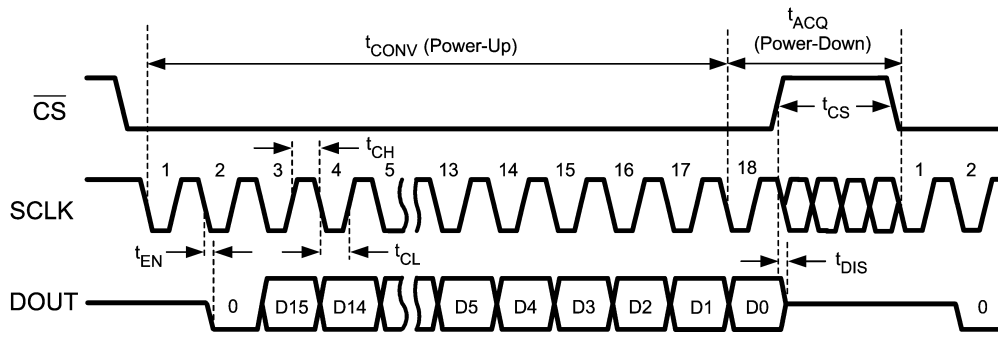 tACQ
tCONV (Power-Up) (Power-Down)
CS tCS
tCH
1 2 3 4 5 13 14 15 16 17 18 1 2
SCLK
tEN tCL tDIS
DOUT 0 D15 D14 D5 D4 D3 D2 D1 D0 0